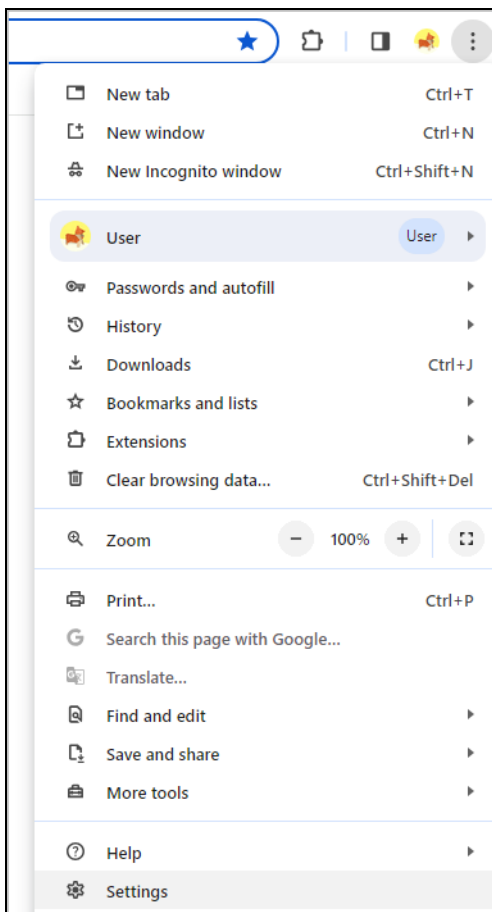 New tab Ctrl+T
New window Ctrl+N
New Incognito window Ctrl+Shift+N
User User
Passwords and autofill
History
Downloads Ctrl+J
Bookmarks and lists
Extensions
Clear browsing data... Ctrl+Shift+Del
Zoom − 100% +
Print... Ctrl+P
Search this page with Google...
Translate...
Find and edit
Save and share
More tools
Help
Settings